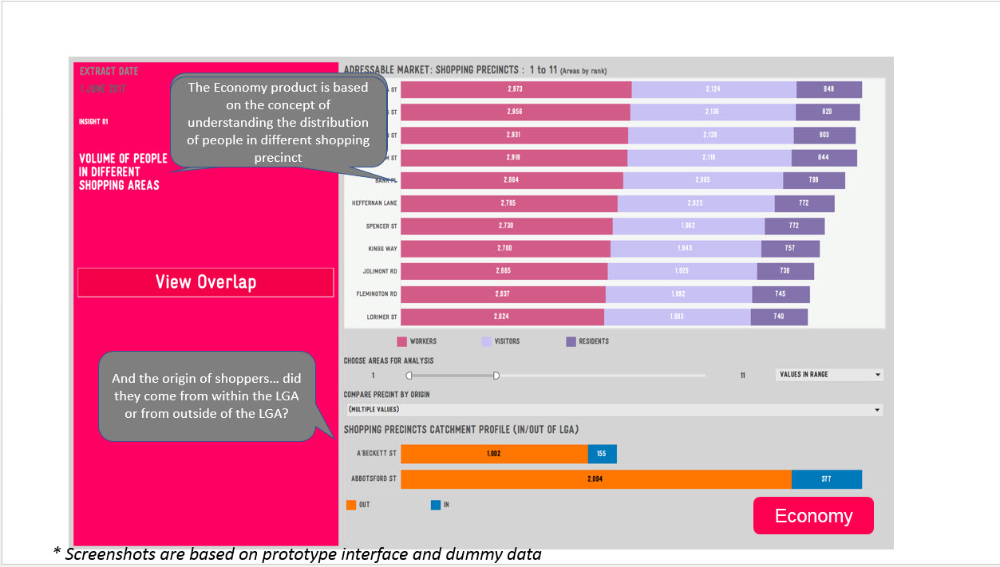 EXTRACT DATE
1 JUNE 2017
INSIGHT 01
VOLUME OF PEOPLE
IN DIFFERENT
SHOPPING AREAS
The Economy product is based
on the concept of
understanding the distribution
of people in different shopping
precinct
View Overlap
And the origin of shoppers... did
they come from within the LGA
or from outside of the LGA?
ADRESSABLE MARKET: SHOPPING PRECINCTS : 1 to 11 (Areas by rank)
ST 2,973 2,124 849
ST 2,956 2,136 820
ST 2,931 2,128 803
ST 2,918 2,118 844
BANK PL 2,864 2,065 799
HEFFERNAN LANE 2,795 2,023 772
SPENCER ST 2,730 1,962 772
KINGS WAY 2,700 1,943 757
JOLIMONT RD 2,665 1,928 738
FLEMINGTON RD 2,637 1,892 745
LORIMER ST 2,624 1,883 740
WORKERS VISITORS RESIDENTS
CHOOSE AREAS FOR ANALYSIS
1 11 VALUES IN RANGE
COMPARE PRECINT BY ORIGIN
(MULTIPLE VALUES)
SHOPPING PRECINCTS CATCHMENT PROFILE (IN/OUT OF LGA)
A'BECKETT ST 1,002 155
ABBOTSFORD ST 2,094 377
OUT IN
Economy
* Screenshots are based on prototype interface and dummy data